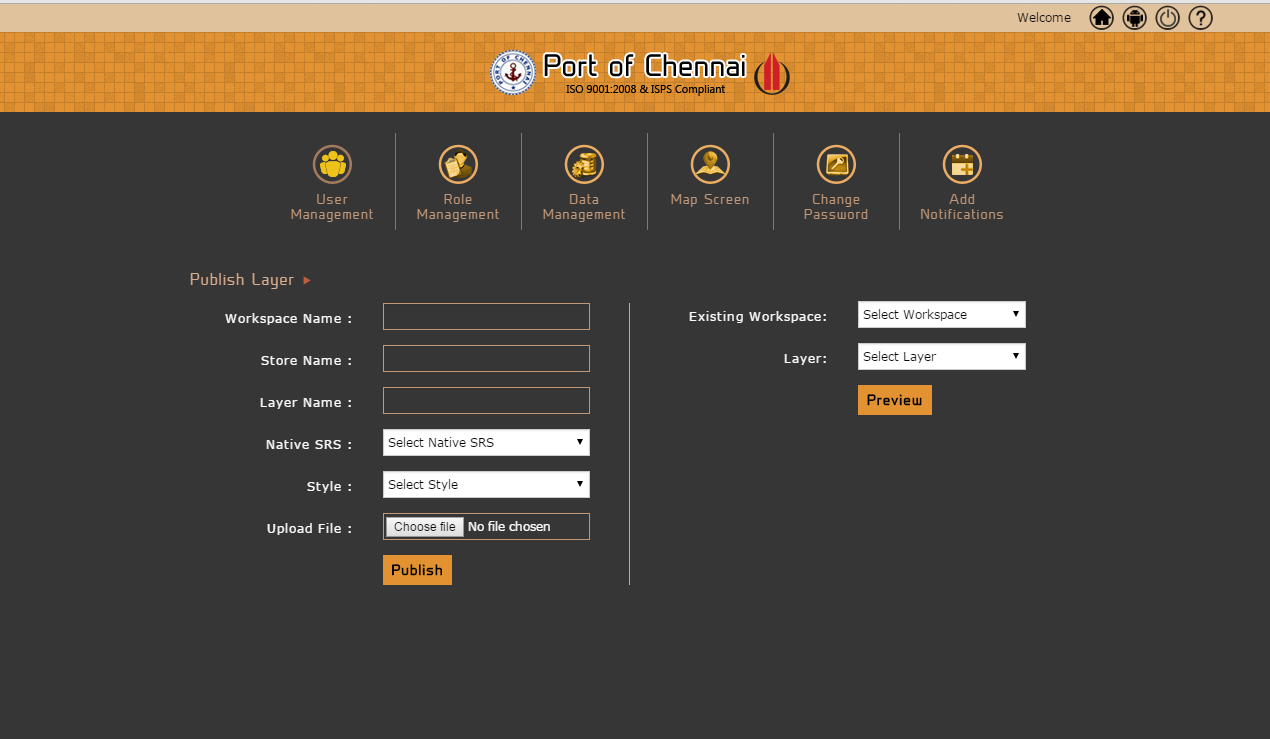 Welcome
?
PORT OF CHENNAI
Port of Chennai
ISO 9001:2008 & ISPS Compliant
User
Management
Role
Management
Data
Management
Map Screen
Change
Password
Add
Notifications
Publish Layer
Workspace Name :
Store Name :
Layer Name :
Native SRS : Select Native SRS
Style : Select Style
Upload File : Choose file No file chosen
Publish
Existing Workspace: Select Workspace
Layer: Select Layer
Preview